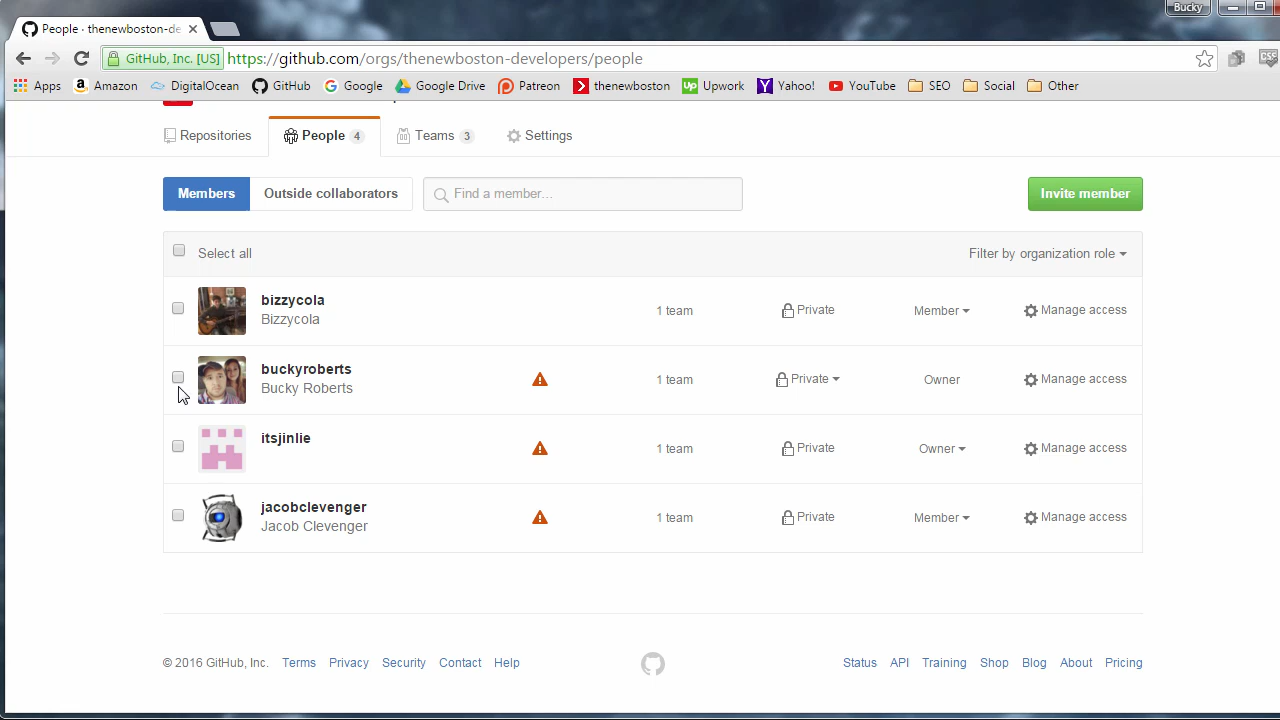 Bucky
People · thenewboston-de
GitHub, Inc. [US] https://github.com/orgs/thenewboston-developers/people
Apps Amazon DigitalOcean GitHub Google Google Drive Patreon thenewboston Upwork Yahoo! YouTube SEO Social Other
Repositories People 4 Teams 3 Settings
Members Outside collaborators Find a member... Invite member
Select all Filter by organization role
bizzycola
Bizzycola 1 team Private Member Manage access
buckyroberts
Bucky Roberts 1 team Private Owner Manage access
itsjinlie
1 team Private Owner Manage access
jacobclevenger
Jacob Clevenger 1 team Private Member Manage access
© 2016 GitHub, Inc. Terms Privacy Security Contact Help Status API Training Shop Blog About Pricing